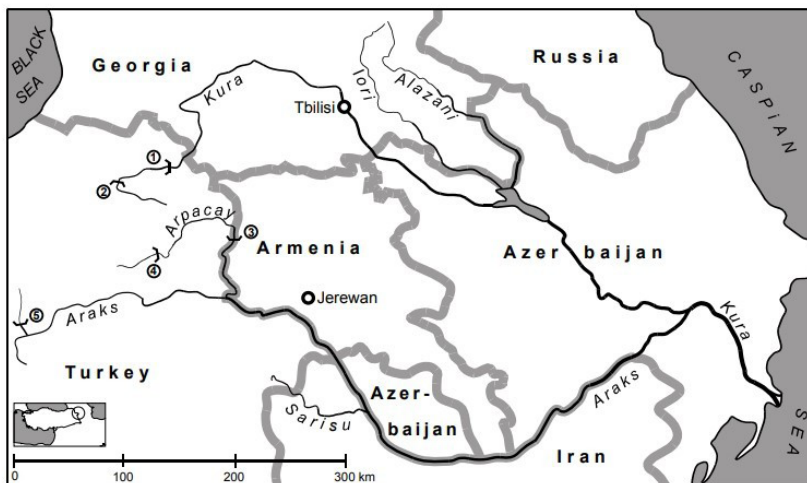 BLACK
SEA
Georgia
Kura
Tbilisi
Iori
Alazani
Russia
CASPiAN
SEA
1
2
Arpacay
3
4
Armenia
Azer baijan
Jerewan
5
Araks
Kura
Turkey
Azer-
baijan
Sarisu
Araks
Iran
0 100 200 300 km